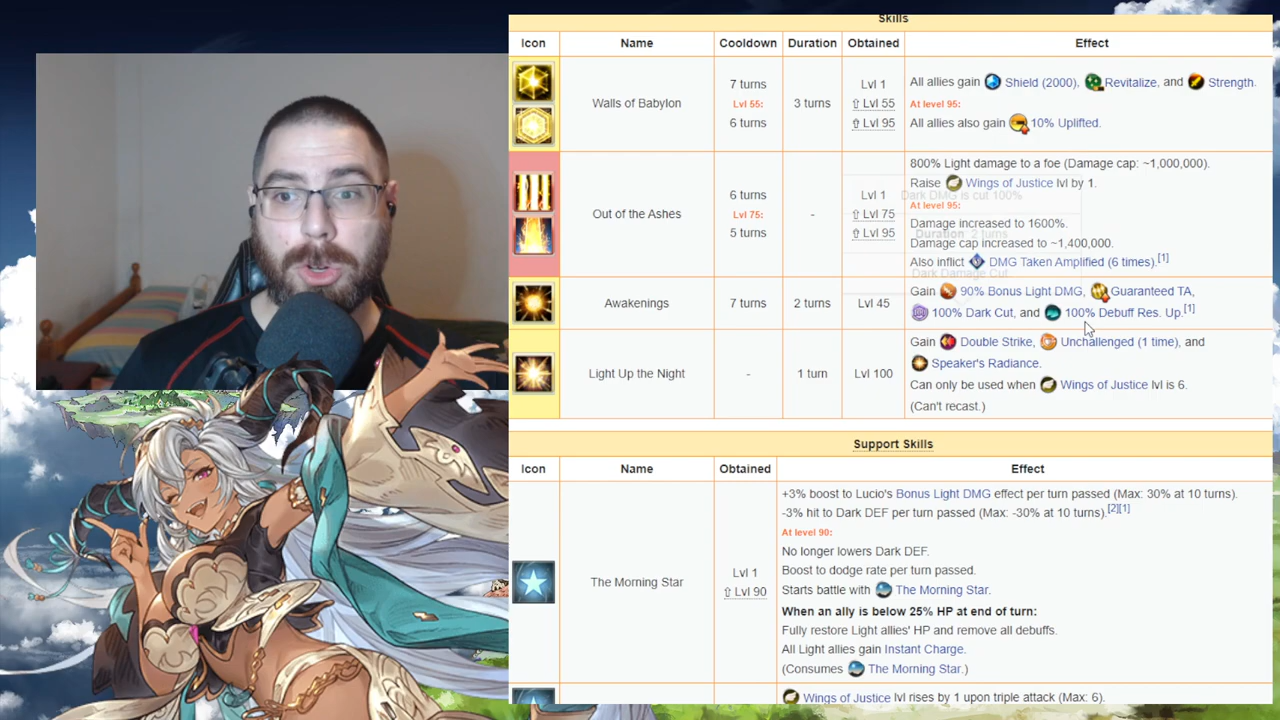 Skills
Icon Name Cooldown Duration Obtained Effect
Walls of Babylon
7 turns
Lvl 55:
6 turns
3 turns
Lvl 1
⇧ Lvl 55
⇧ Lvl 95
All allies gain Shield (2000), Revitalize, and Strength.
At level 95:
All allies also gain 10% Uplifted.
Out of the Ashes
6 turns
Lvl 75:
5 turns
-
Lvl 1
⇧ Lvl 75
⇧ Lvl 95
800% Light damage to a foe (Damage cap: ~1,000,000).
Raise Wings of Justice lvl by 1.
Dark DMG is cut 100%
At level 95:
Damage increased to 1600%.
Duration: 2 turns
Damage cap increased to ~1,400,000.
Also inflict DMG Taken Amplified (6 times).[1]
Dark Damage Cut
Awakenings
7 turns
2 turns
Lvl 45
Gain 90% Bonus Light DMG, Guaranteed TA,
100% Dark Cut, and 100% Debuff Res. Up.[1]
Light Up the Night
-
1 turn
Lvl 100
Gain Double Strike, Unchallenged (1 time), and
Speaker's Radiance.
Can only be used when Wings of Justice lvl is 6.
(Can't recast.)
Support Skills
Icon Name Obtained Effect
The Morning Star
Lvl 1
⇧ Lvl 90
+3% boost to Lucio's Bonus Light DMG effect per turn passed (Max: 30% at 10 turns).
-3% hit to Dark DEF per turn passed (Max: -30% at 10 turns).[2][1]
At level 90:
No longer lowers Dark DEF.
Boost to dodge rate per turn passed.
Starts battle with The Morning Star.
When an ally is below 25% HP at end of turn:
Fully restore Light allies' HP and remove all debuffs.
All Light allies gain Instant Charge.
(Consumes The Morning Star.)
Wings of Justice lvl rises by 1 upon triple attack (Max: 6).